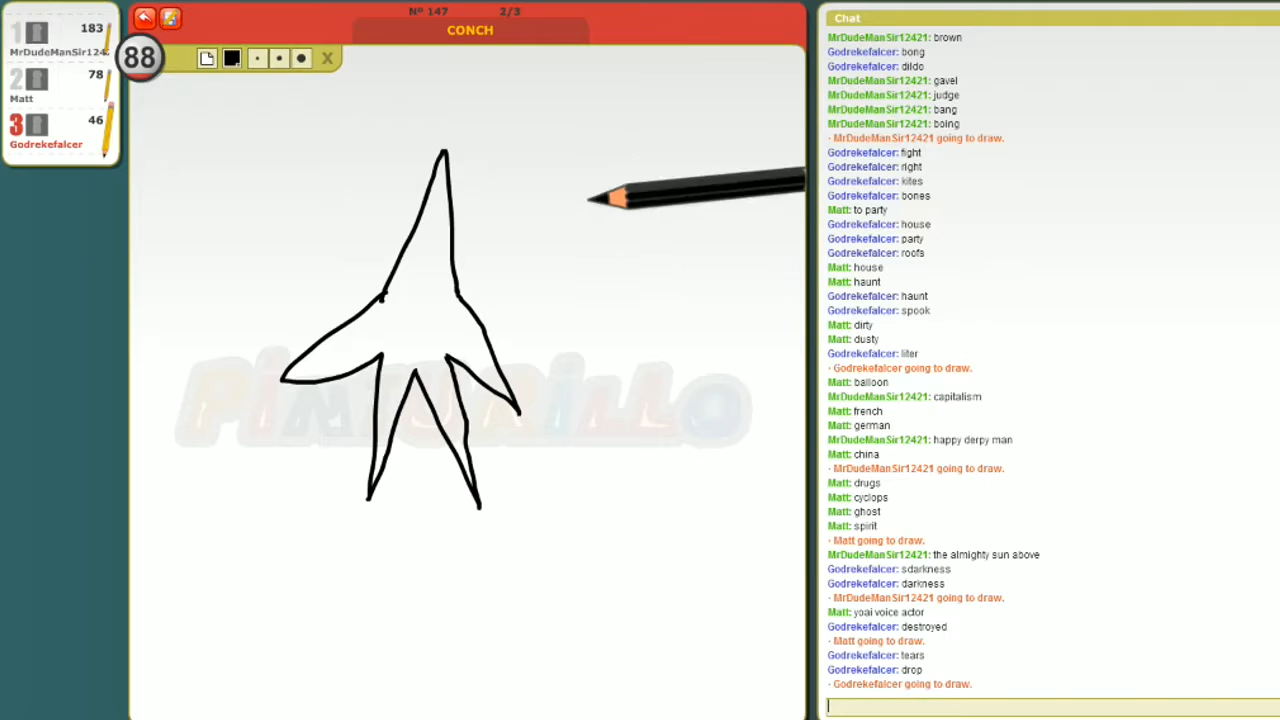 1 183
MrDudeManSir124
2 78
Matt
3 46
Godrekefalcer
88
Nº 147 2/3
CONCH
X
PINTURILLO
Chat
MrDudeManSir12421: brown
Godrekefalcer: bong
Godrekefalcer: dildo
MrDudeManSir12421: gavel
MrDudeManSir12421: judge
MrDudeManSir12421: bang
MrDudeManSir12421: boing
· MrDudeManSir12421 going to draw.
Godrekefalcer: fight
Godrekefalcer: right
Godrekefalcer: kites
Godrekefalcer: bones
Matt: to party
Godrekefalcer: house
Godrekefalcer: party
Godrekefalcer: roofs
Matt: house
Matt: haunt
Godrekefalcer: haunt
Godrekefalcer: spook
Matt: dirty
Matt: dusty
Godrekefalcer: liter
· Godrekefalcer going to draw.
Matt: balloon
MrDudeManSir12421: capitalism
Matt: french
Matt: german
MrDudeManSir12421: happy derpy man
Matt: china
· MrDudeManSir12421 going to draw.
Matt: drugs
Matt: cyclops
Matt: ghost
Matt: spirit
· Matt going to draw.
MrDudeManSir12421: the almighty sun above
Godrekefalcer: sdarkness
Godrekefalcer: darkness
· MrDudeManSir12421 going to draw.
Matt: yoai voice actor
Godrekefalcer: destroyed
· Matt going to draw.
Godrekefalcer: tears
Godrekefalcer: drop
· Godrekefalcer going to draw.